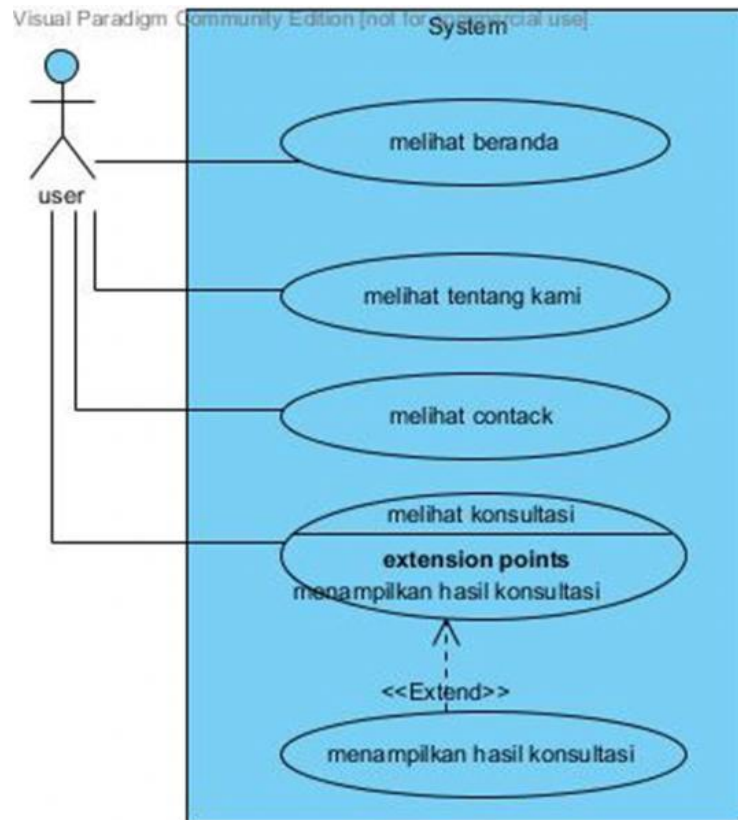 Visual Paradigm Community Edition [not for commercial use]
System
user
melihat beranda
melihat tentang kami
melihat contack
melihat konsultasi
extension points
menampilkan hasil konsultasi
<<Extend>>
menampilkan hasil konsultasi